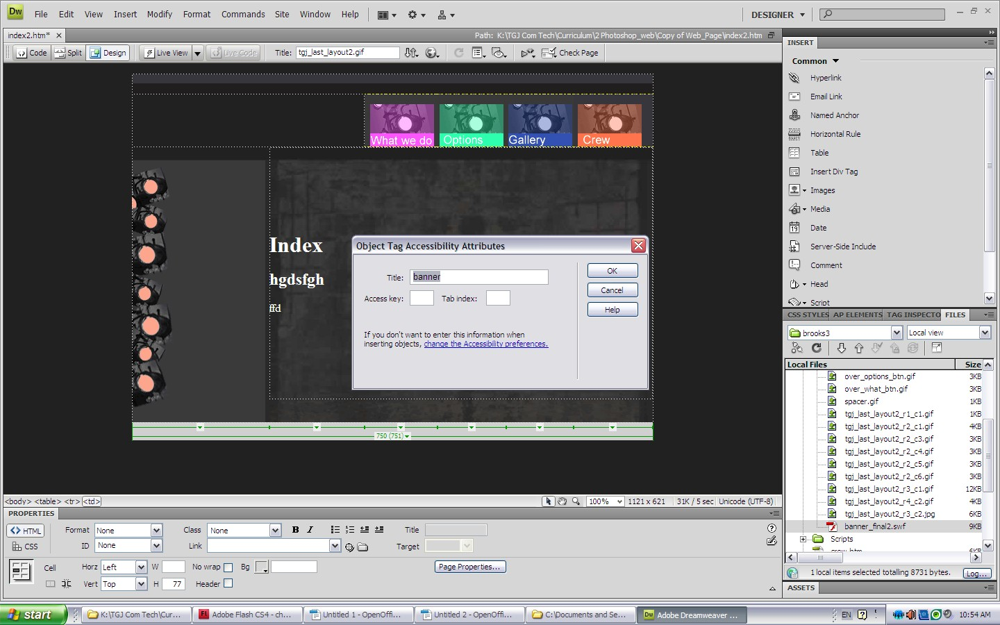 Dw File Edit View Insert Modify Format Commands Site Window Help DESIGNER
index2.htm* Path: K:\TGJ Com Tech\Curriculum\2 Photoshop_web\Copy of Web_Page\index2.htm
Code Split Design Live View Live Code Title: tgj_last_layout2.gif Check Page
What we do Options Gallery Crew
Index
hgdsfgh
ffd
Object Tag Accessibility Attributes
Title: banner
Access key: Tab index:
OK
Cancel
Help
If you don't want to enter this information when
inserting objects, change the Accessibility preferences.
750 (751)
INSERT
Common
Hyperlink
Email Link
Named Anchor
Horizontal Rule
Table
Insert Div Tag
Images
Media
19 Date
Server-Side Include
Comment
Head
Script
CSS STYLES AP ELEMENTS TAG INSPECTO FILES
brooks3 Local view
Local Files Size
over_options_btn.gif 3KB
over_what_btn.gif 3KB
spacer.gif 1KB
tgj_last_layout2_r1_c1.gif 1KB
tgj_last_layout2_r2_c1.gif 4KB
tgj_last_layout2_r2_c3.gif 3KB
tgj_last_layout2_r2_c4.gif 3KB
tgj_last_layout2_r2_c5.gif 3KB
tgj_last_layout2_r2_c6.gif 3KB
tgj_last_layout2_r3_c1.gif 12KB
tgj_last_layout2_r4_c2.gif 4KB
tgj_last_layout2_r3_c2.jpg 6KB
banner_final2.swf 9KB
Scripts
crew.htm 6KB
1 local items selected totalling 8731 bytes. Log...
ASSETS
<body> <table> <tr> <td> 100% 1121 x 621 31K / 5 sec Unicode (UTF-8)
PROPERTIES
HTML Format None Class None B I Title
CSS ID None Link Target
Cell Horz Left W No wrap Bg Page Properties...
Vert Top H 77 Header
start K:\TGJ Com Tech\Cur... Adobe Flash CS4 - ch... Untitled 1 - OpenOffi... Untitled 2 - OpenOffi... C:\Documents and Se... Dw Adobe Dreamweaver ... EN 10:54 AM